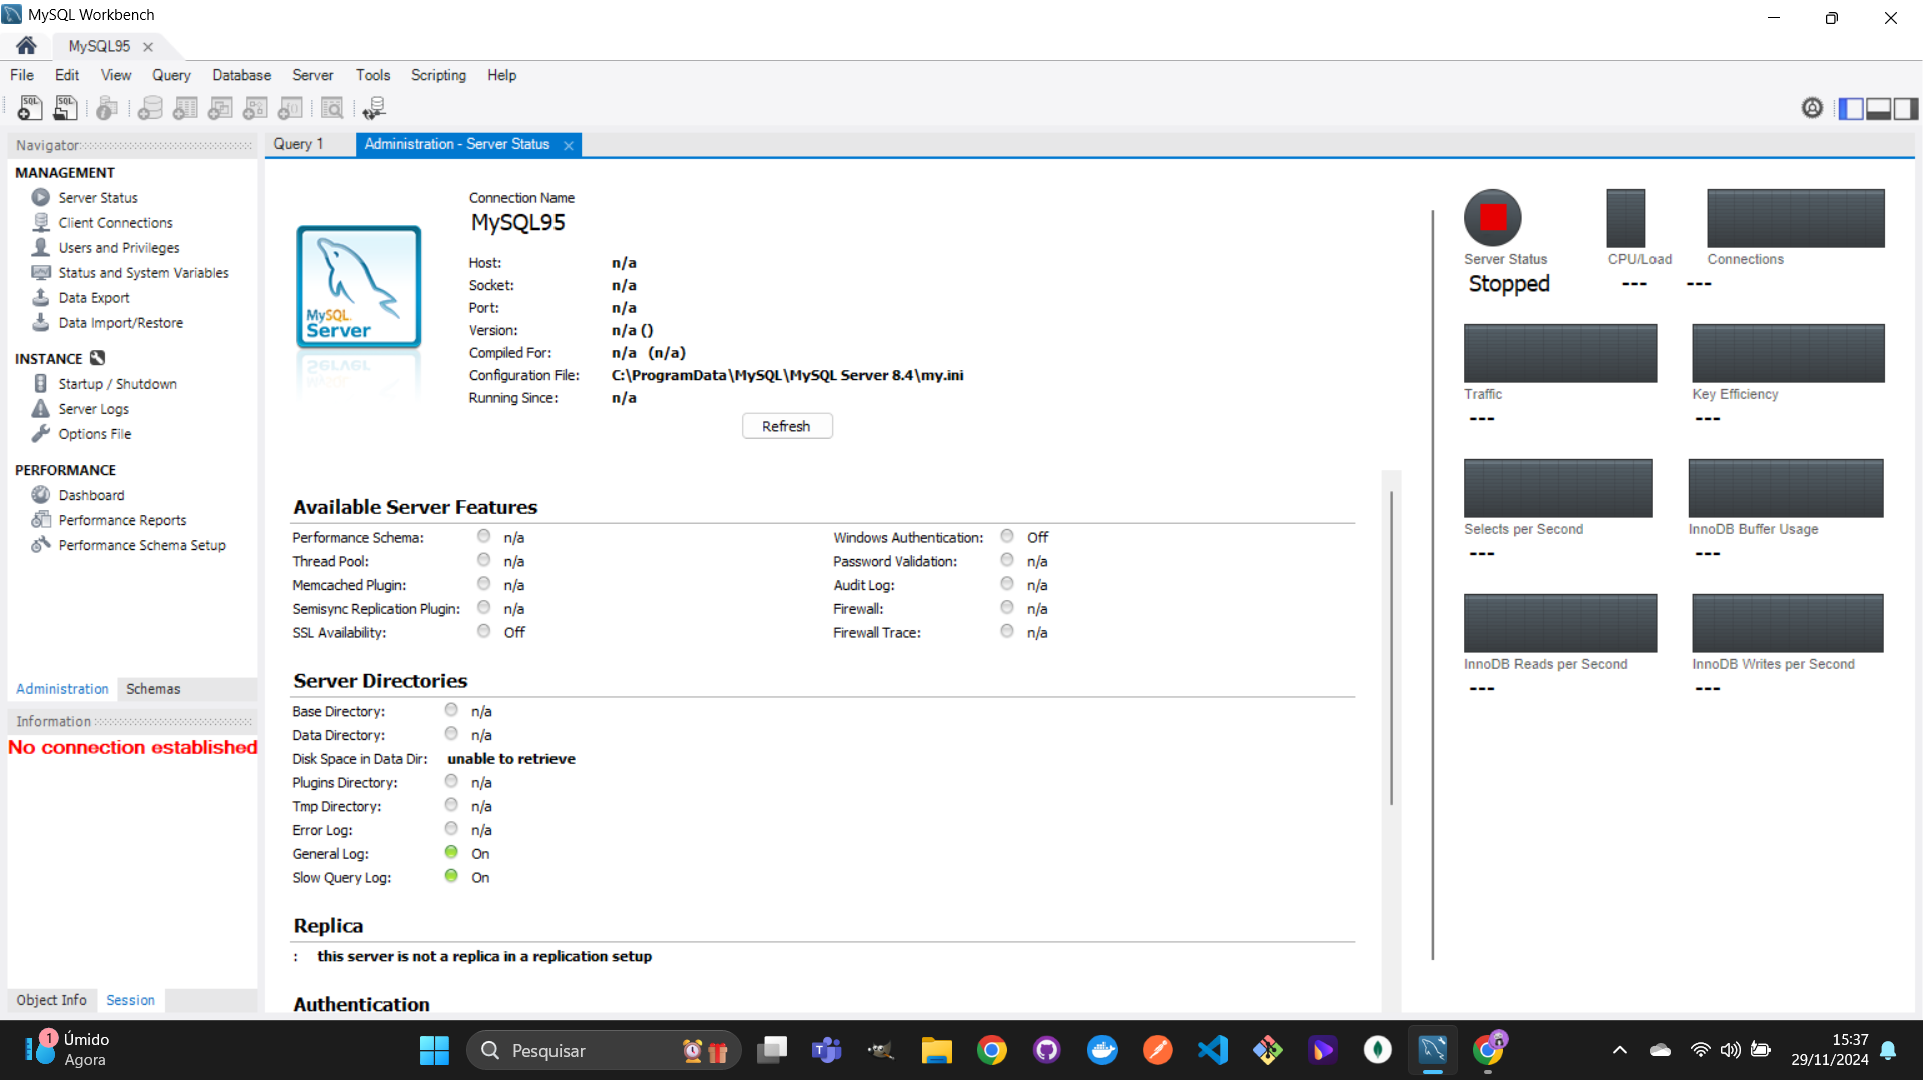 MySQL Workbench
MySQL95
File Edit View Query Database Server Tools Scripting Help
SQL SQL
Navigator
Query 1
Administration - Server Status
MANAGEMENT
Server Status
Client Connections
Users and Privileges
Status and System Variables
Data Export
Data Import/Restore
INSTANCE
Startup / Shutdown
Server Logs
Options File
PERFORMANCE
Dashboard
Performance Reports
Performance Schema Setup
Administration Schemas
Information
No connection established
Object Info Session
MySQL
Server
Connection Name
MySQL95
Host: n/a
Socket: n/a
Port: n/a
Version: n/a ()
Compiled For: n/a (n/a)
Configuration File: C:\ProgramData\MySQL\MySQL Server 8.4\my.ini
Running Since: n/a
Refresh
Available Server Features
Performance Schema: n/a
Thread Pool: n/a
Memcached Plugin: n/a
Semisync Replication Plugin: n/a
SSL Availability: Off
Windows Authentication: Off
Password Validation: n/a
Audit Log: n/a
Firewall: n/a
Firewall Trace: n/a
Server Directories
Base Directory: n/a
Data Directory: n/a
Disk Space in Data Dir: unable to retrieve
Plugins Directory: n/a
Tmp Directory: n/a
Error Log: n/a
General Log: On
Slow Query Log: On
Replica
: this server is not a replica in a replication setup
Authentication
Server Status
Stopped
CPU/Load
---
Connections
---
Traffic
---
Key Efficiency
---
Selects per Second
---
InnoDB Buffer Usage
---
InnoDB Reads per Second
---
InnoDB Writes per Second
---
1
Úmido
Agora
Pesquisar
15:37
29/11/2024